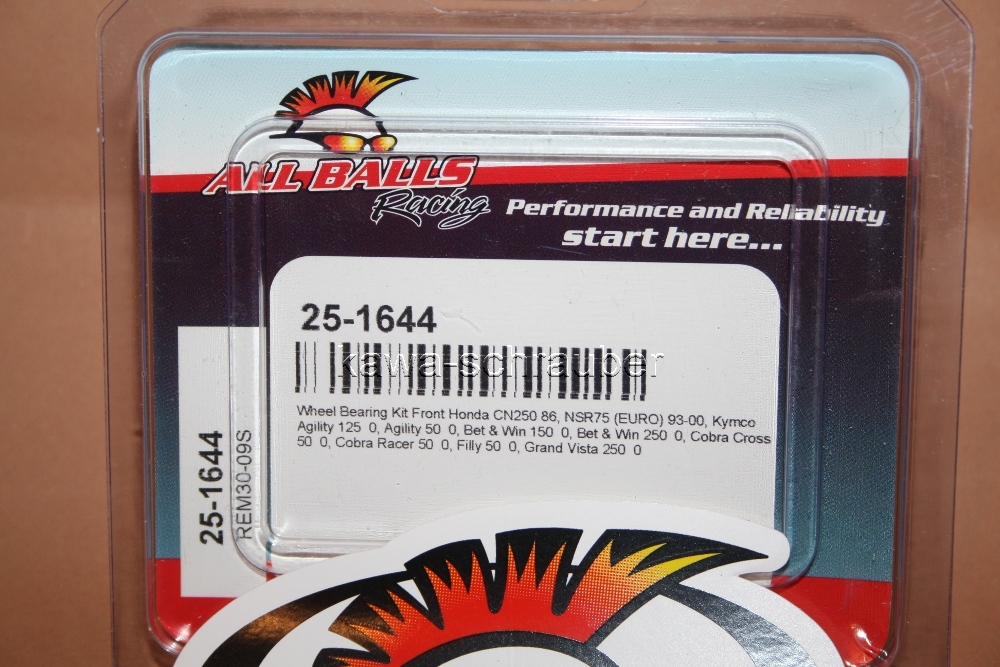 ALL BALLS
Racing
Performance and Reliability
start here...
25-1644
kawa-schrauber
Wheel Bearing Kit Front Honda CN250 86, NSR75 (EURO) 93-00, Kymco
Agility 125 0, Agility 50 0, Bet & Win 150 0, Bet & Win 250 0, Cobra Cross
50 0, Cobra Racer 50 0, Filly 50 0, Grand Vista 250 0
25-1644
REM30-09S